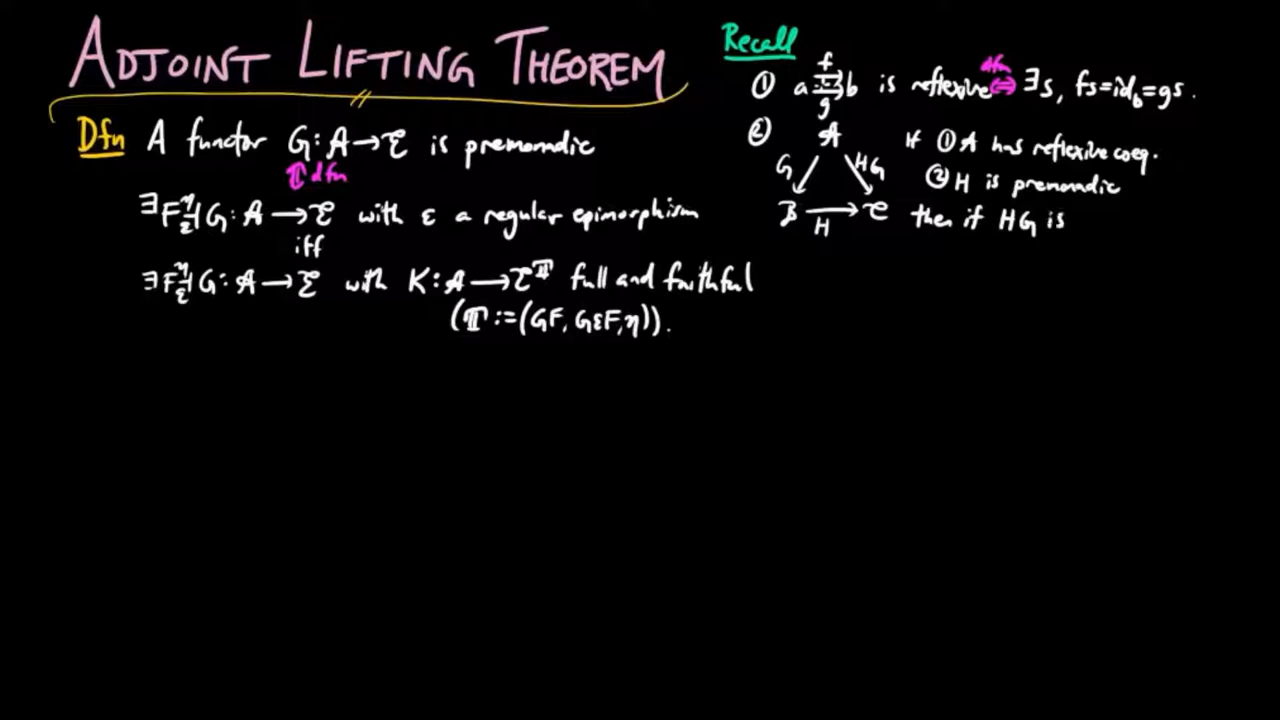 ADJOINT LIFTING THEOREM
Dfn A functor G: A → C is premonadic
⇕ dfn
∃ F ⊣ G: A → C with ε a regular epimorphism
iff
∃ F ⊣ G: A → C with K: A → C^𝕋 full and faithful
(𝕋 := (GF, GεF, η)).
Recall
① a ⇉ b is reflexive ⇔ ∃s, fs = id_b = gs.
f
g
dfn
② A
G HG
B → C
H
if ① A has reflexive coeq.
② H is premonadic
then if HG is